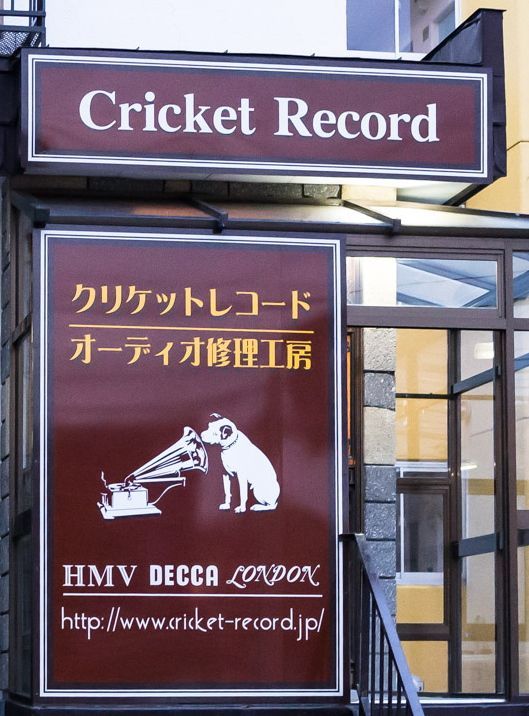 Cricket Record
クリケットレコード
オーディオ修理工房
HMV DECCA LONDON
http://www.cricket-record.jp/